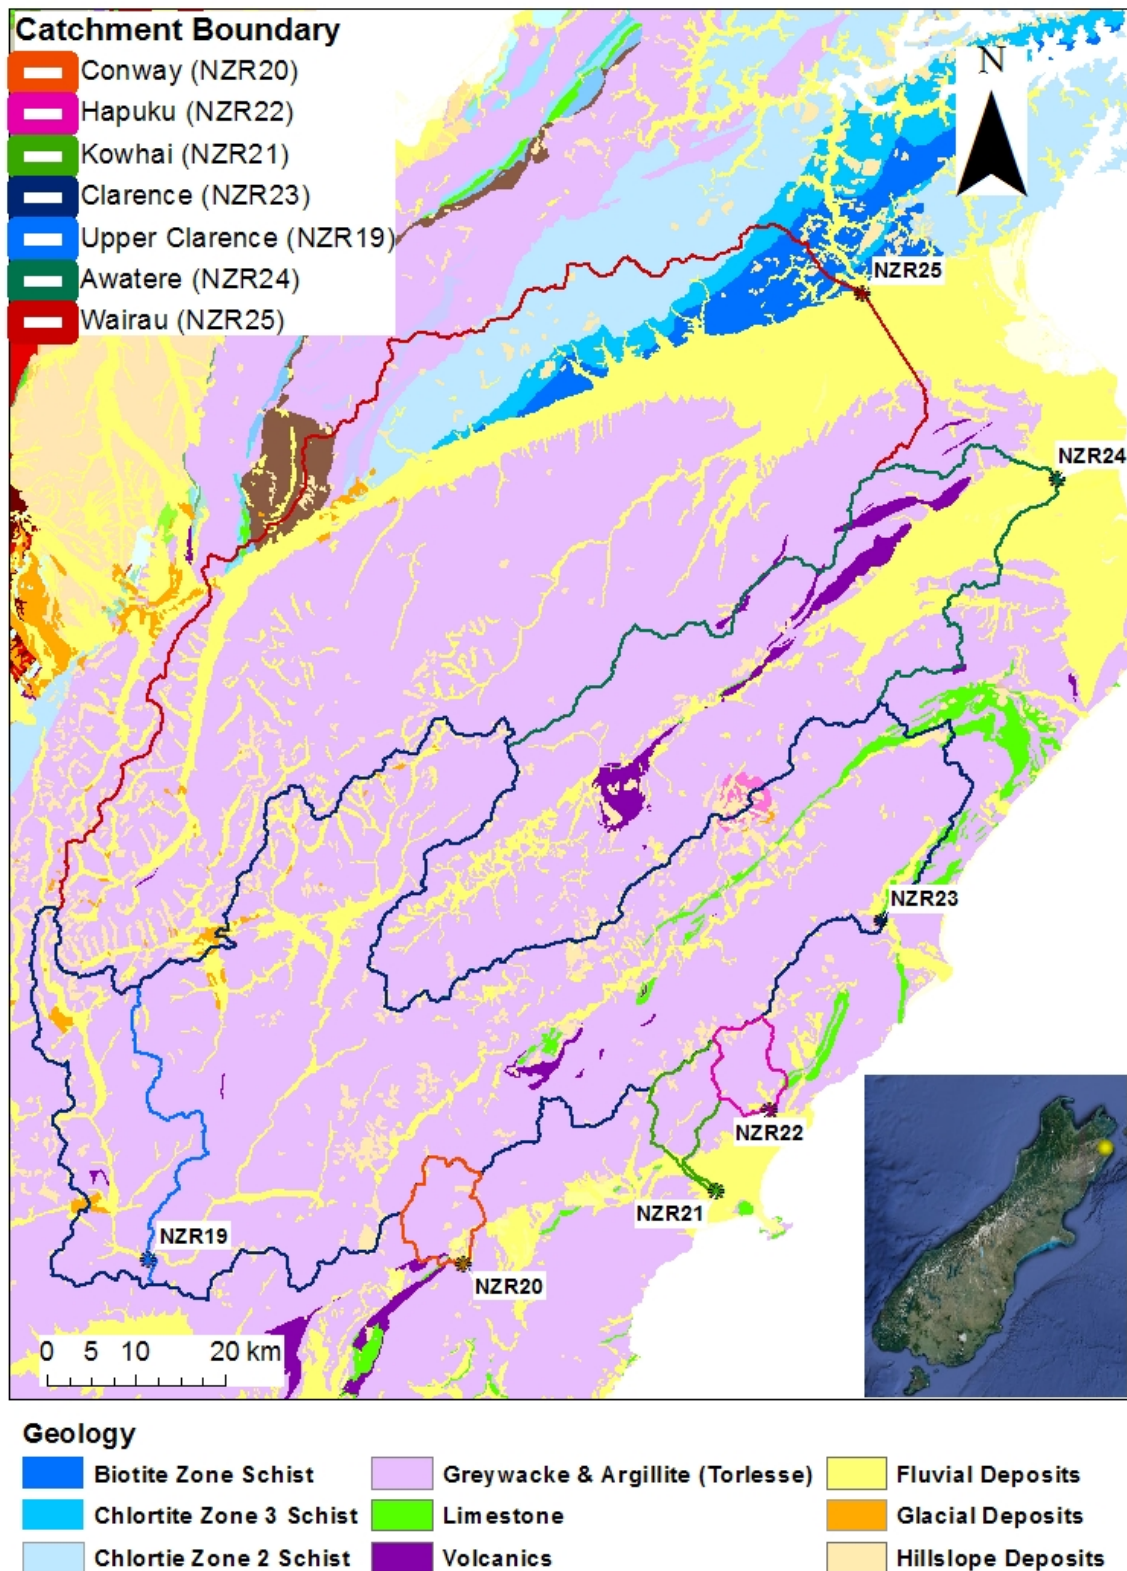 Catchment Boundary
Conway (NZR20)
Hapuku (NZR22)
Kowhai (NZR21)
Clarence (NZR23)
Upper Clarence (NZR19)
Awatere (NZR24)
Wairau (NZR25)
N
NZR25
NZR24
NZR23
NZR22
NZR21
NZR19
NZR20
0 5 10 20 km
Geology
Biotite Zone Schist
Greywacke & Argillite (Torlesse)
Fluvial Deposits
Chlortite Zone 3 Schist
Limestone
Glacial Deposits
Chlortie Zone 2 Schist
Volcanics
Hillslope Deposits